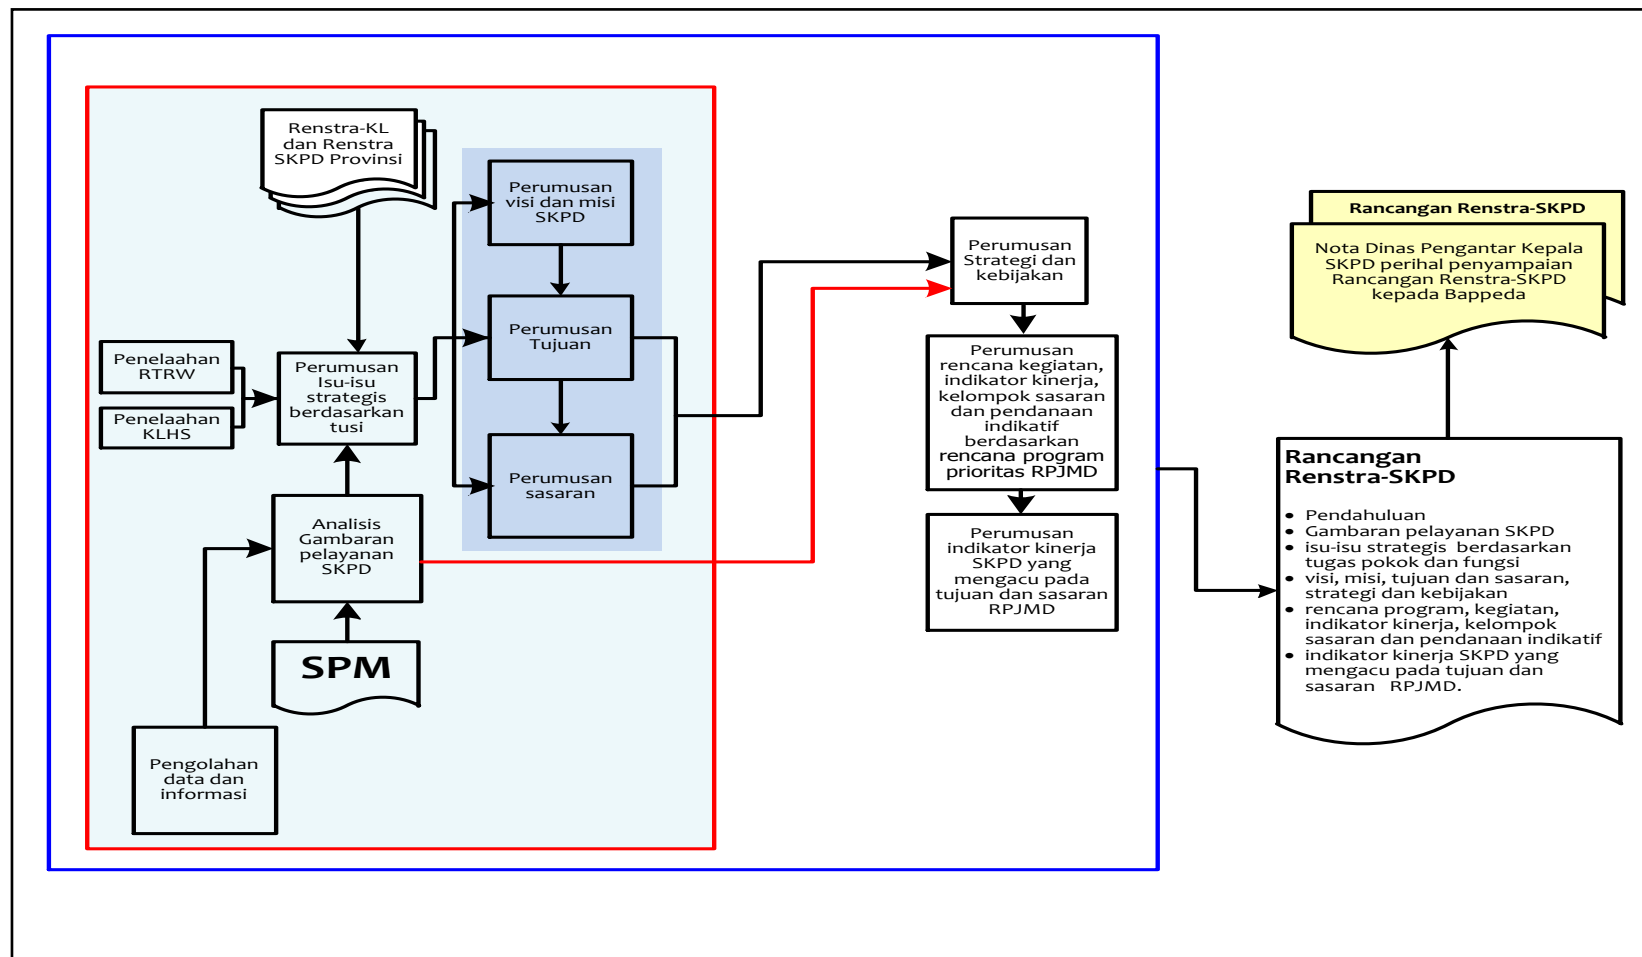 Renstra-KL
dan Renstra
SKPD Provinsi
Perumusan
visi dan misi
SKPD
Perumusan
Tujuan
Perumusan
sasaran
Penelaahan
RTRW
Penelaahan
KLHS
Perumusan
Isu-isu
strategis
berdasarkan
tusi
Analisis
Gambaran
pelayanan
SKPD
SPM
Pengolahan
data dan
informasi
Perumusan
Strategi dan
kebijakan
Perumusan
rencana kegiatan,
indikator kinerja,
kelompok sasaran
dan pendanaan
indikatif
berdasarkan
rencana program
prioritas RPJMD
Perumusan
indikator kinerja
SKPD yang
mengacu pada
tujuan dan sasaran
RPJMD
Rancangan Renstra-SKPD
Nota Dinas Pengantar Kepala
SKPD perihal penyampaian
Rancangan Renstra-SKPD
kepada Bappeda
Rancangan
Renstra-SKPD
• Pendahuluan
• Gambaran pelayanan SKPD
• isu-isu strategis berdasarkan
tugas pokok dan fungsi
• visi, misi, tujuan dan sasaran,
strategi dan kebijakan
• rencana program, kegiatan,
indikator kinerja, kelompok
sasaran dan pendanaan indikatif
• indikator kinerja SKPD yang
mengacu pada tujuan dan
sasaran RPJMD.